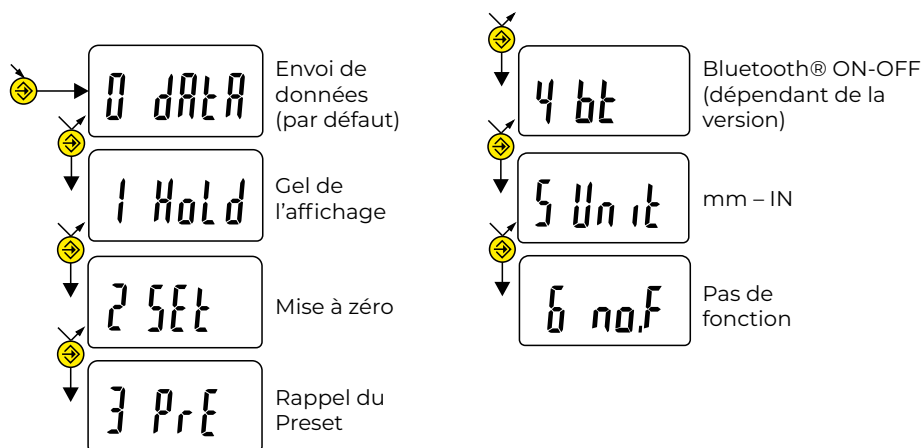 0 dAtA
Envoi de
données
(par défaut)
1 HoLd
Gel de
l'affichage
2 SEt
Mise à zéro
3 PrE
Rappel du
Preset
4 bt
Bluetooth® ON-OFF
(dépendant de la
version)
5 Unit
mm – IN
6 no.F
Pas de
fonction